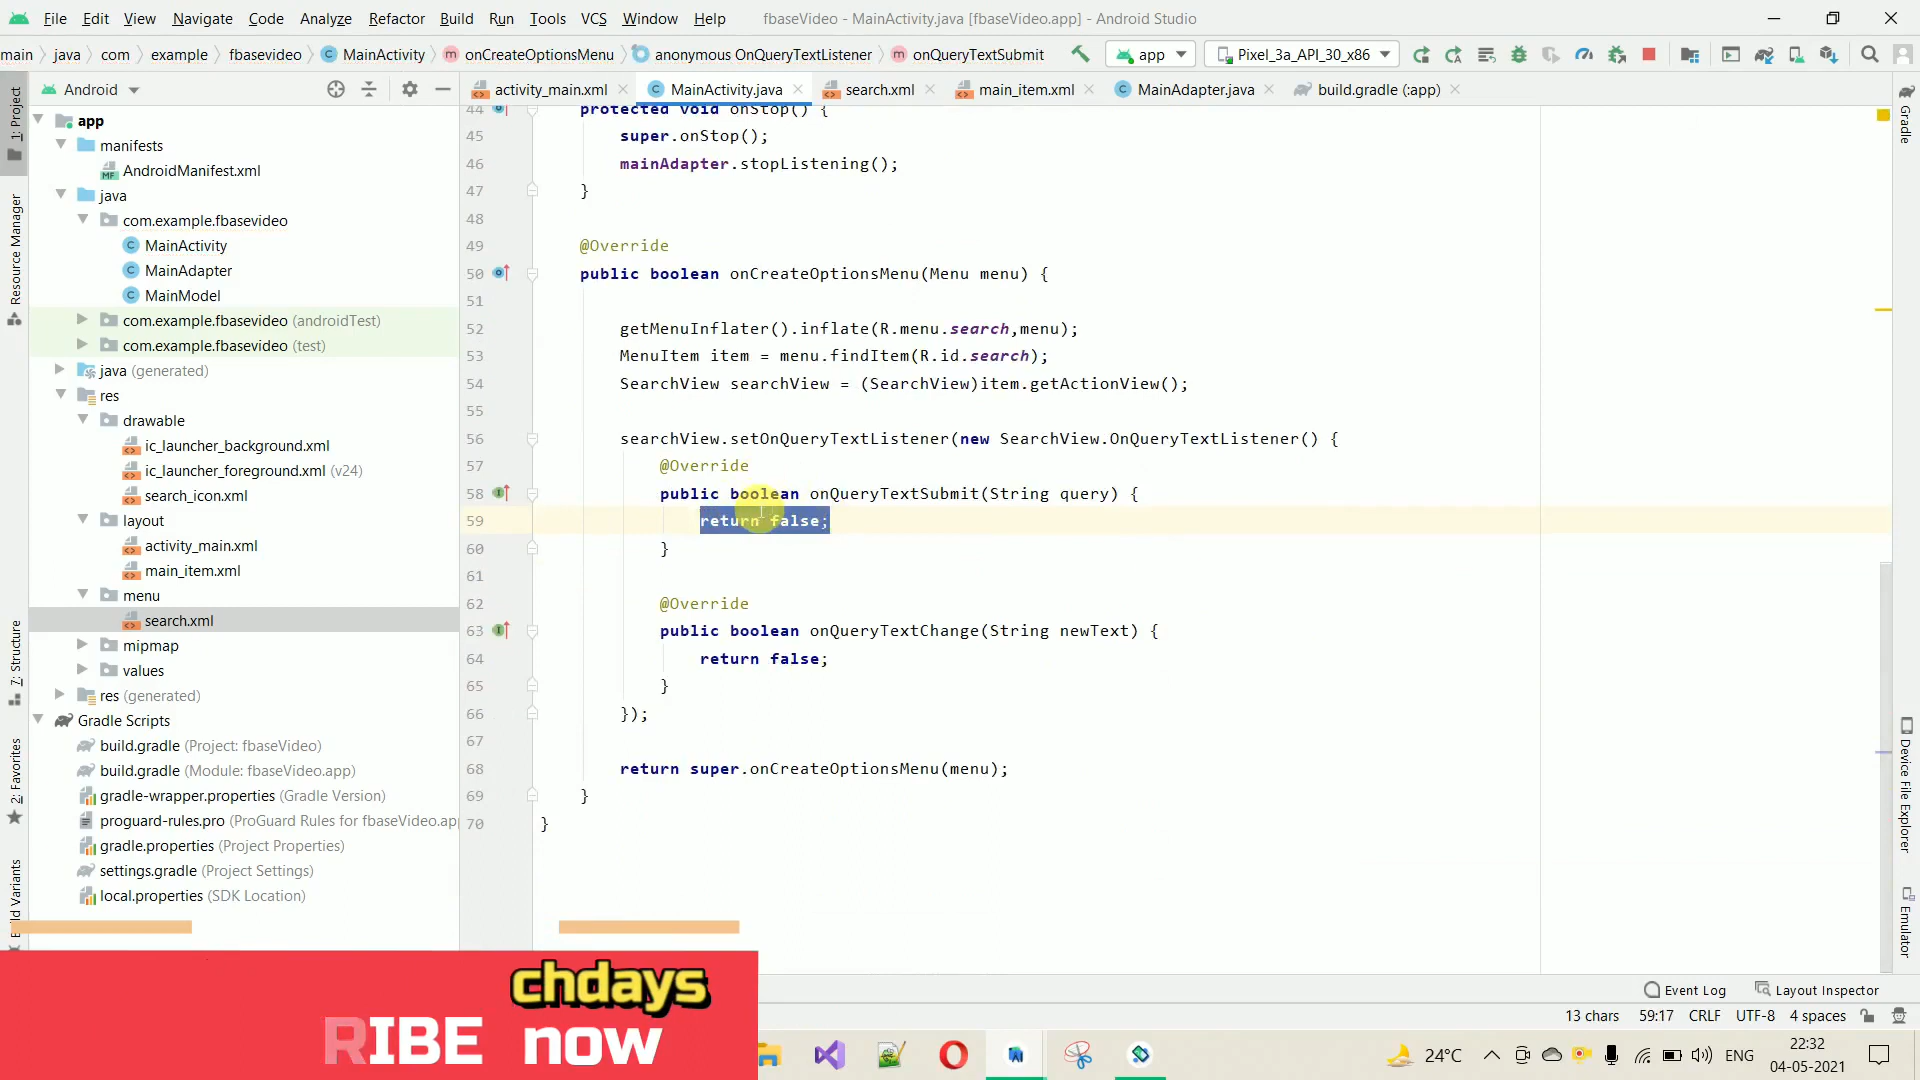 File Edit View Navigate Code Analyze Refactor Build Run Tools VCS Window Help fbaseVideo - MainActivity.java [fbaseVideo.app] - Android Studio
main java com example fbasevideo MainActivity onCreateOptionsMenu anonymous OnQueryTextListener onQueryTextSubmit app Pixel_3a_API_30_x86
Android activity_main.xml MainActivity.java search.xml main_item.xml MainAdapter.java build.gradle (:app)
1: Project
Resource Manager
7: Structure
2: Favorites
Build Variants
app
manifests
AndroidManifest.xml
java
com.example.fbasevideo
MainActivity
MainAdapter
MainModel
com.example.fbasevideo (androidTest)
com.example.fbasevideo (test)
java (generated)
res
drawable
ic_launcher_background.xml
ic_launcher_foreground.xml (v24)
search_icon.xml
layout
activity_main.xml
main_item.xml
menu
search.xml
mipmap
values
res (generated)
Gradle Scripts
build.gradle (Project: fbaseVideo)
build.gradle (Module: fbaseVideo.app)
gradle-wrapper.properties (Gradle Version)
proguard-rules.pro (ProGuard Rules for fbaseVideo.ap
gradle.properties (Project Properties)
settings.gradle (Project Settings)
local.properties (SDK Location)
44 protected void onStop() {
45 super.onStop();
46 mainAdapter.stopListening();
47 }
48
49 @Override
50 public boolean onCreateOptionsMenu(Menu menu) {
51
52 getMenuInflater().inflate(R.menu.search,menu);
53 MenuItem item = menu.findItem(R.id.search);
54 SearchView searchView = (SearchView)item.getActionView();
55
56 searchView.setOnQueryTextListener(new SearchView.OnQueryTextListener() {
57 @Override
58 public boolean onQueryTextSubmit(String query) {
59 return false;
60 }
61
62 @Override
63 public boolean onQueryTextChange(String newText) {
64 return false;
65 }
66 });
67
68 return super.onCreateOptionsMenu(menu);
69 }
70 }
Gradle
Device File Explorer
Emulator
Event Log Layout Inspector
13 chars 59:17 CRLF UTF-8 4 spaces
chdays
RIBE now
24°C ENG 22:32
04-05-2021